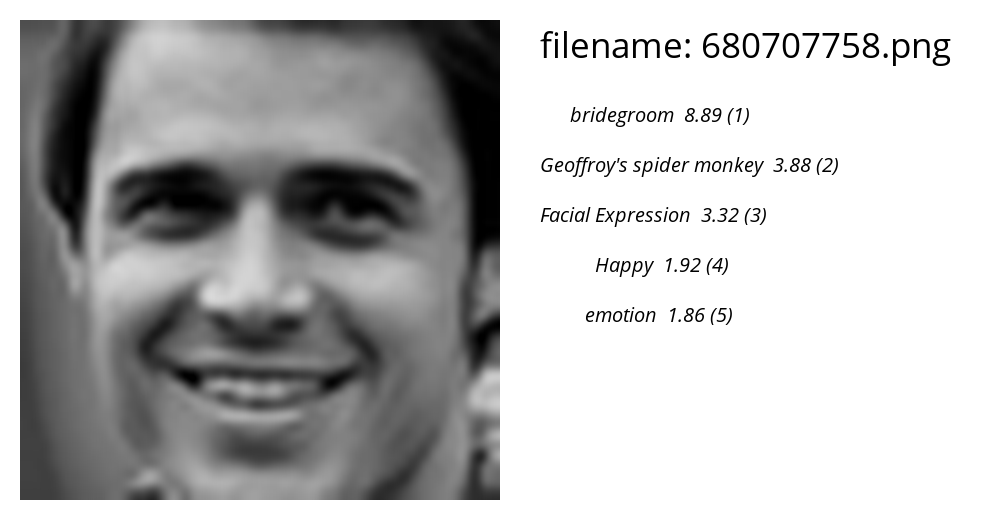 filename: 680707758.png
bridegroom 8.89 (1)
Geoffroy's spider monkey 3.88 (2)
Facial Expression 3.32 (3)
Happy 1.92 (4)
emotion 1.86 (5)